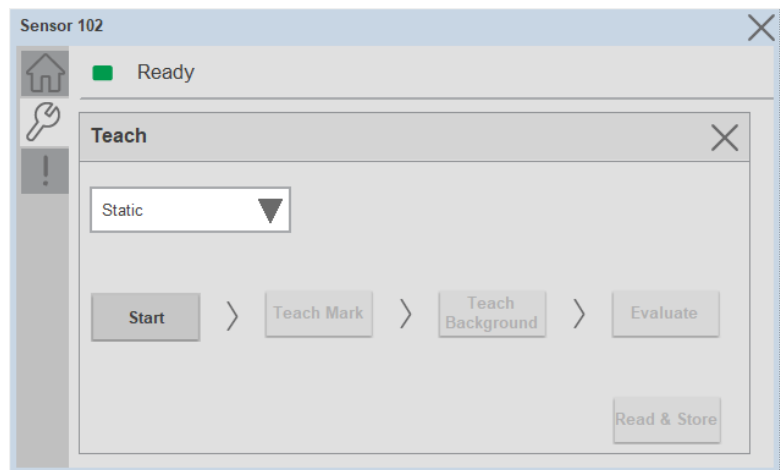 Sensor 102
Ready
Teach
Static
Start
Teach Mark
Teach
Background
Evaluate
Read & Store